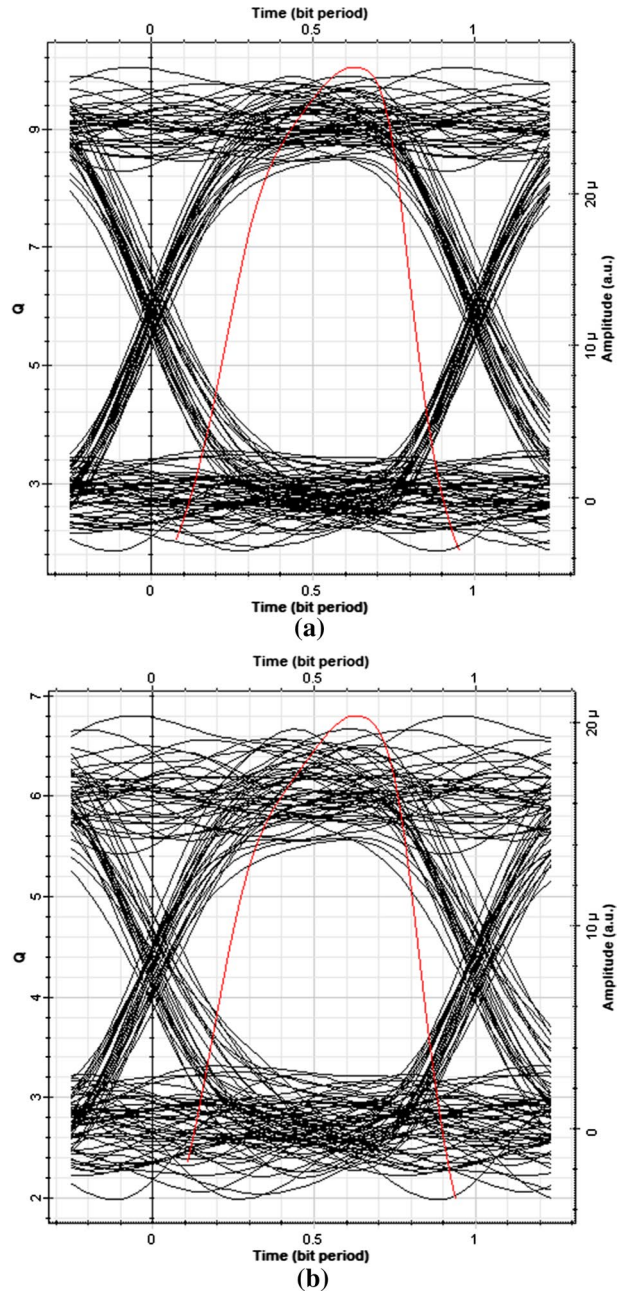 Time (bit period)
0 0.5 1
9
7
5
3
Q
20 µ
10 µ
0
Amplitude (a.u.)
0 0.5 1
Time (bit period)
(a)
Time (bit period)
0 0.5 1
7
6
5
4
3
2
Q
20 µ
10 µ
0
Amplitude (a.u.)
0 0.5 1
Time (bit period)
(b)